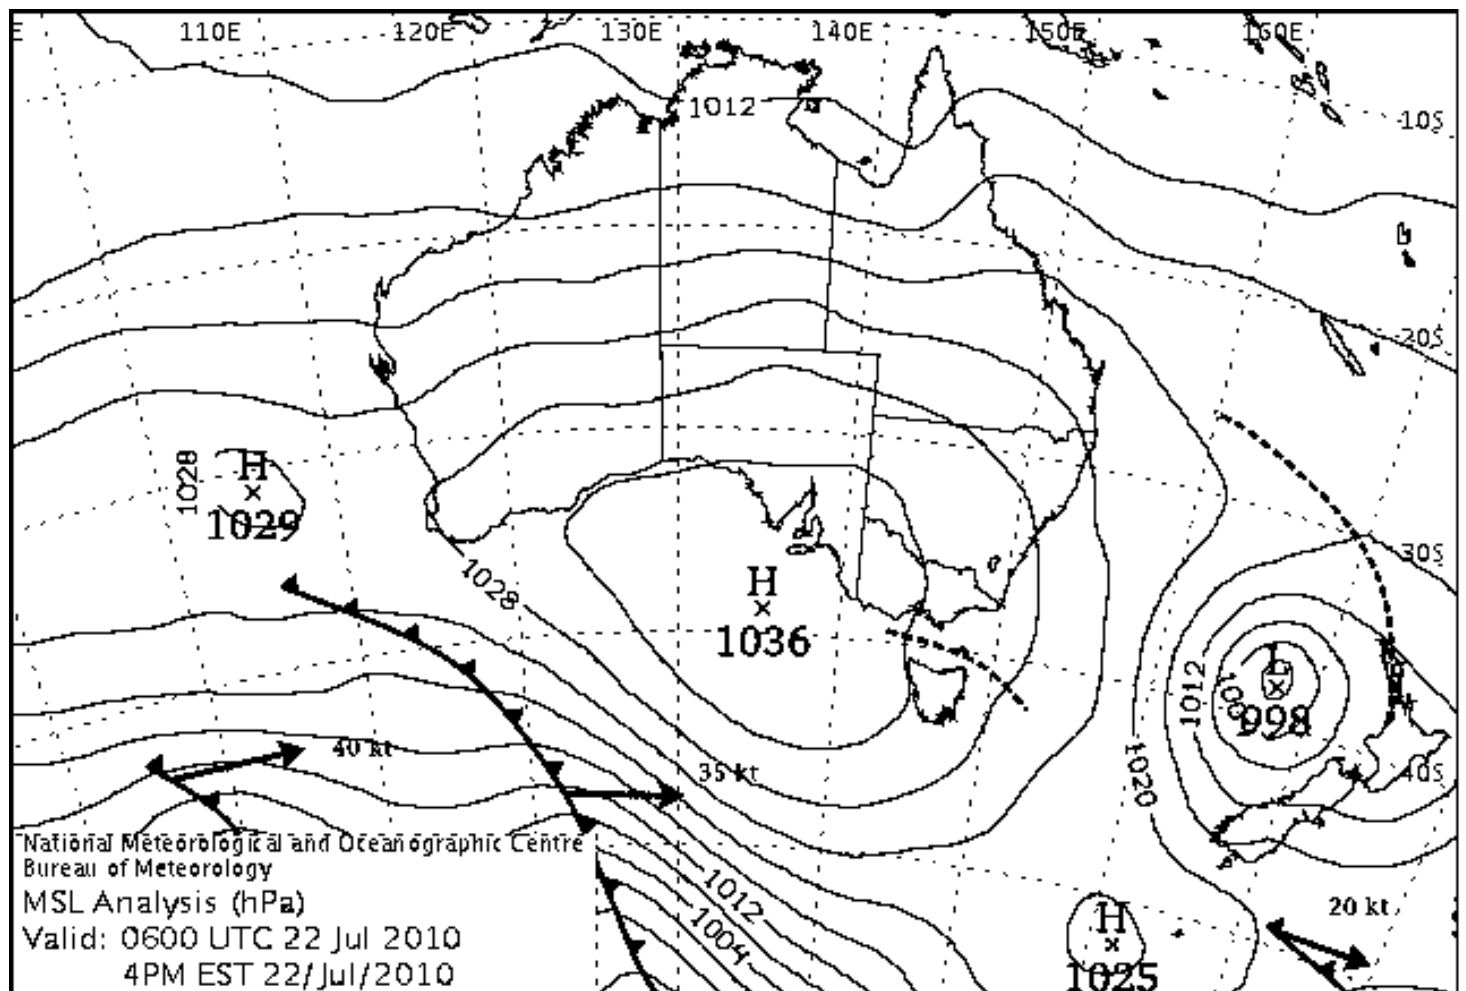 110E 120E 130E 140E 150E 160E
1012
10S
20S
1028
H
1029
1028
H
1036
30S
L
1012
998
1020
40S
40 kt
35 kt
National Meteorological and Oceanographic Centre
Bureau of Meteorology
MSL Analysis (hPa)
Valid: 0600 UTC 22 Jul 2010
4PM EST 22/Jul/2010
1012
1004
H
1025
20 kt